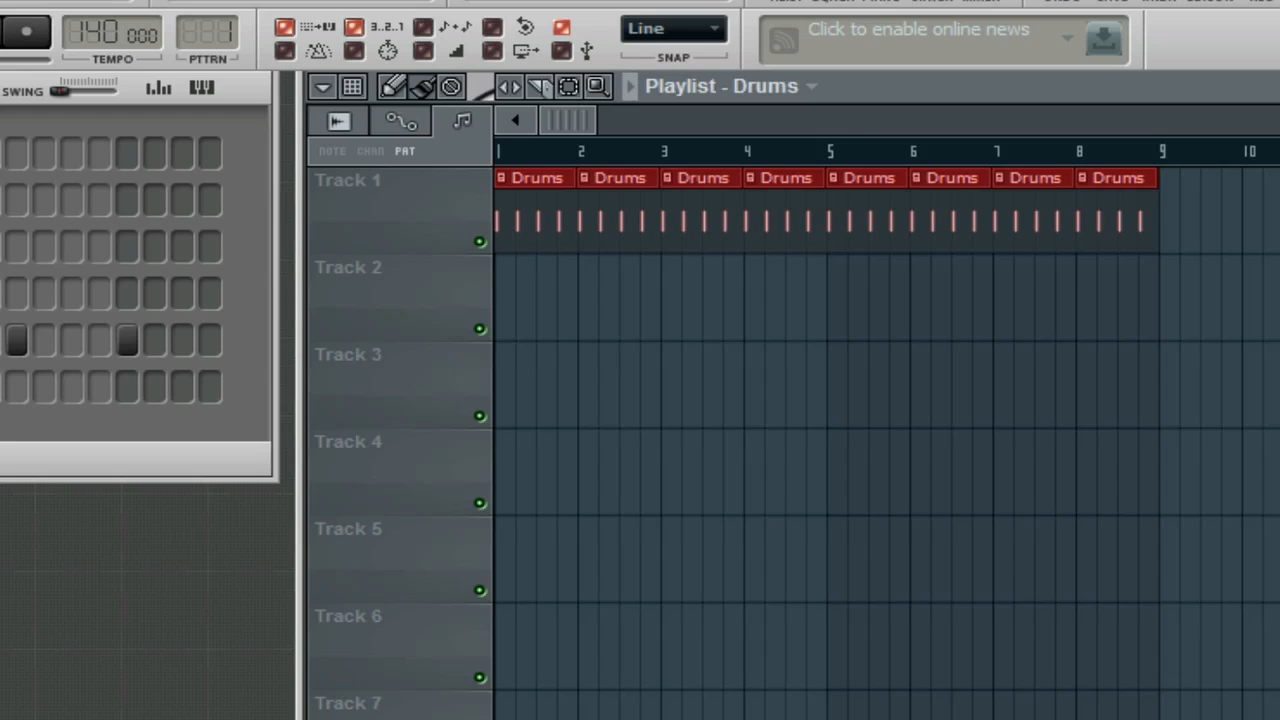 140 000
1
3..2..1
Line
Click to enable online news
TEMPO
PTTRN
SNAP
SWING
Playlist - Drums
NOTE CHAN PAT
1 2 3 4 5 6 7 8 9 10
Track 1
Drums Drums Drums Drums Drums Drums Drums Drums
Track 2
Track 3
Track 4
Track 5
Track 6
Track 7